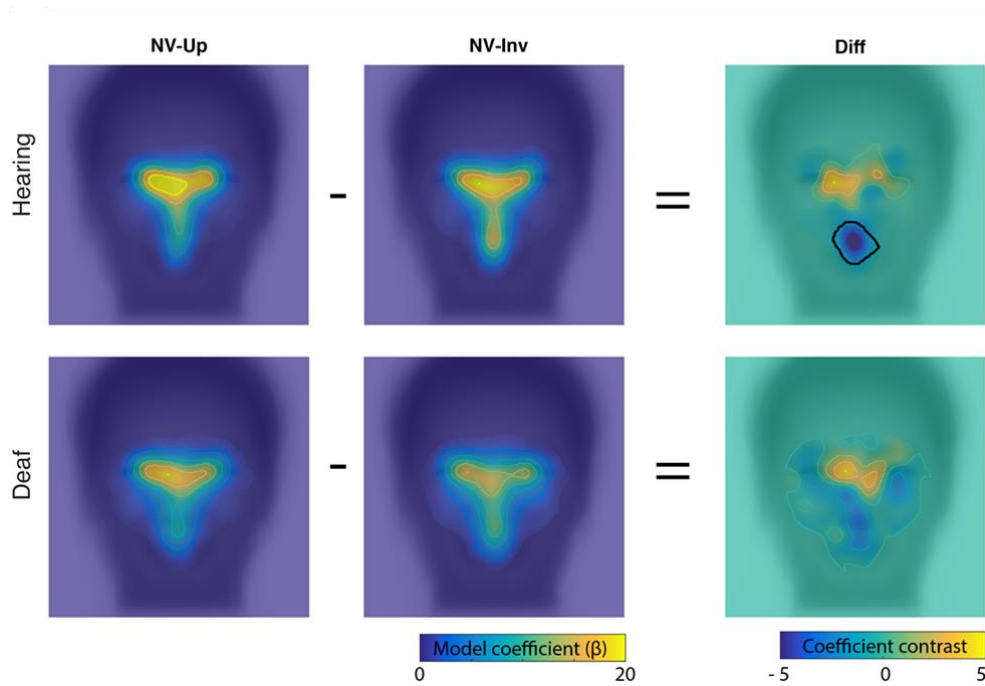 NV-Up NV-Inv Diff
Hearing - =
Deaf - =
Model coefficient (β) Coefficient contrast
0 20 - 5 0 5